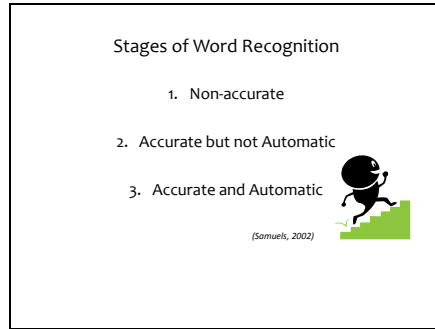 Stages of Word Recognition
1. Non-accurate
2. Accurate but not Automatic
3. Accurate and Automatic
(Samuels, 2002)